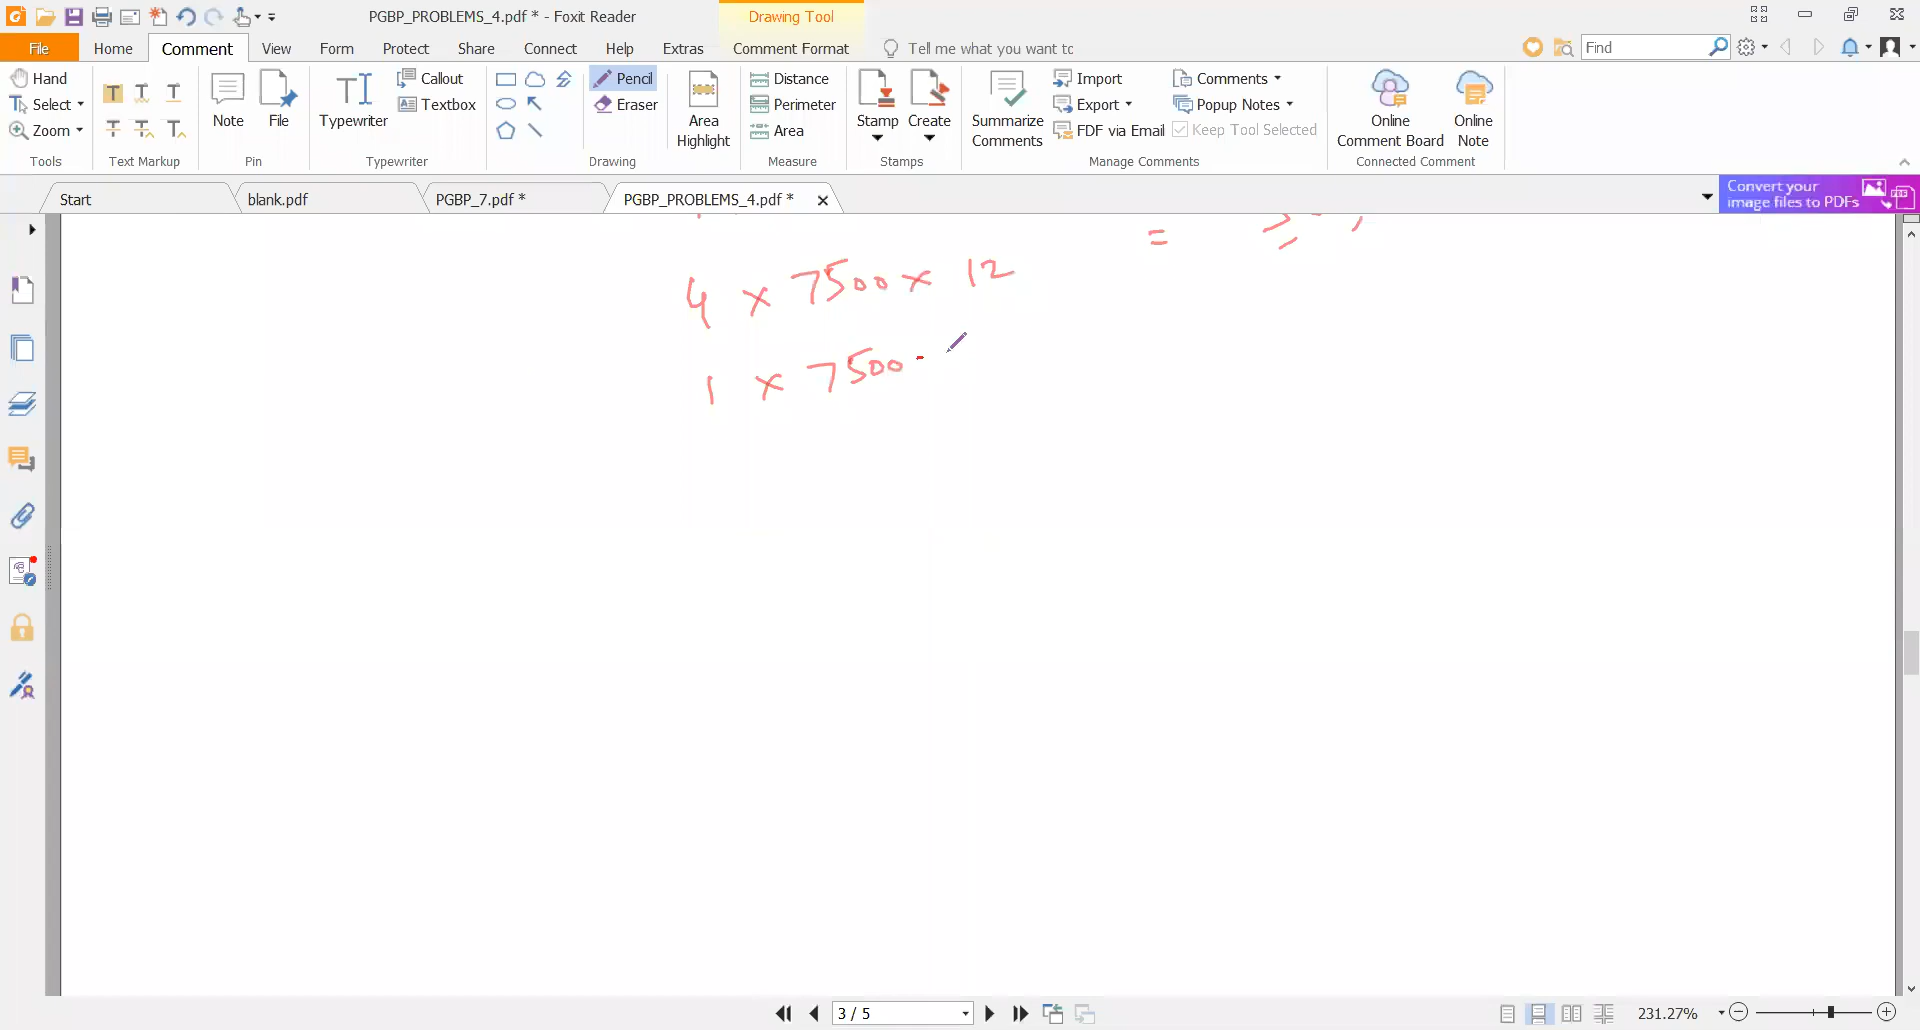 PGBP_PROBLEMS_4.pdf * - Foxit Reader
Drawing Tool
File Home Comment View Form Protect Share Connect Help Extras Comment Format Tell me what you want to Find
Hand
Select
Zoom
Tools
Text Markup
Note
File
Pin
Typewriter
Callout
Textbox
Typewriter
Pencil
Eraser
Drawing
Area
Highlight
Distance
Perimeter
Area
Measure
Stamp
Create
Stamps
Summarize
Comments
Import
Export
FDF via Email
Comments
Popup Notes
Keep Tool Selected
Manage Comments
Online
Comment Board
Online
Note
Connected Comment
Start blank.pdf PGBP_7.pdf * PGBP_PROBLEMS_4.pdf *
Convert your
image files to PDFs
=
4 x 7500 x 12
1 x 7500
3 / 5
231.27%